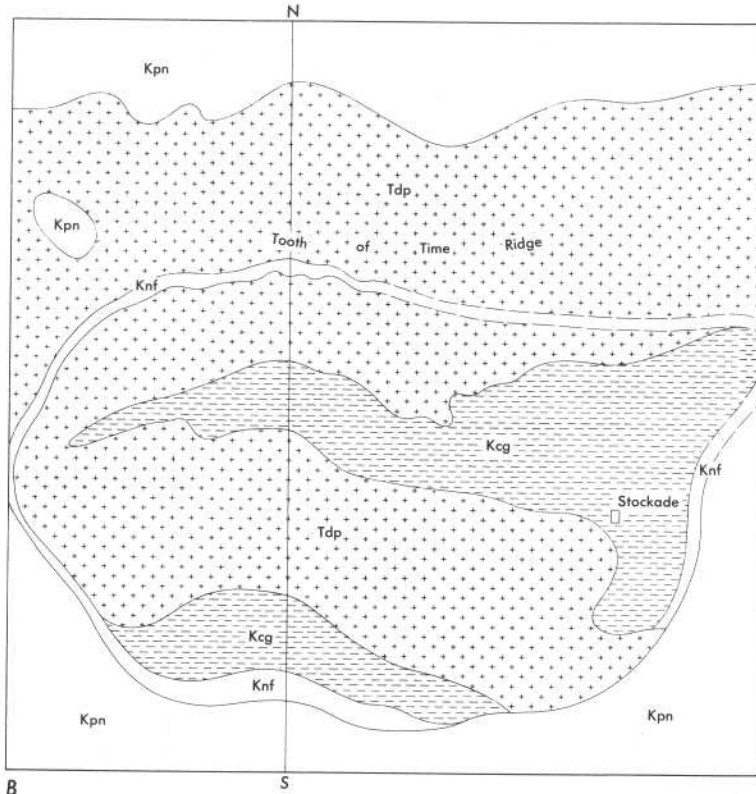 N
Kpn
Tdp
Kpn
Tooth of Time Ridge
Knf
Kcg
Knf
Stockade
Tdp
Kcg
Knf
Kpn
Kpn
B
S